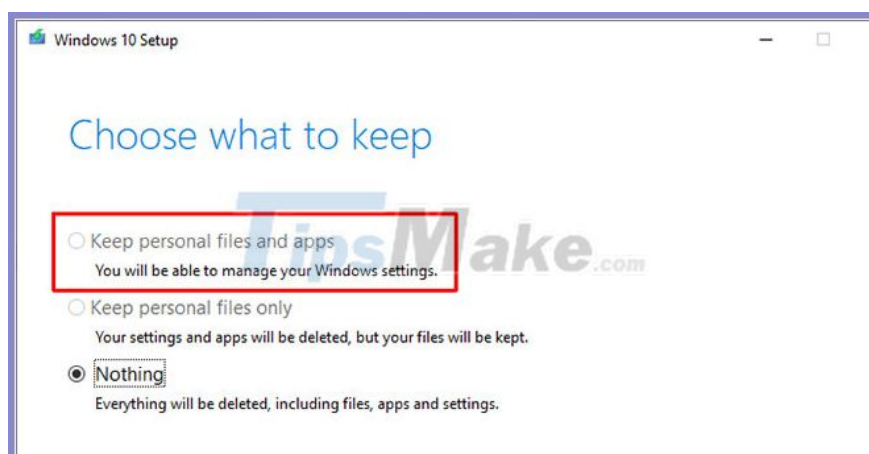 Windows 10 Setup
Choose what to keep
TipsMake.com
Keep personal files and apps
You will be able to manage your Windows settings.
Keep personal files only
Your settings and apps will be deleted, but your files will be kept.
Nothing
Everything will be deleted, including files, apps and settings.